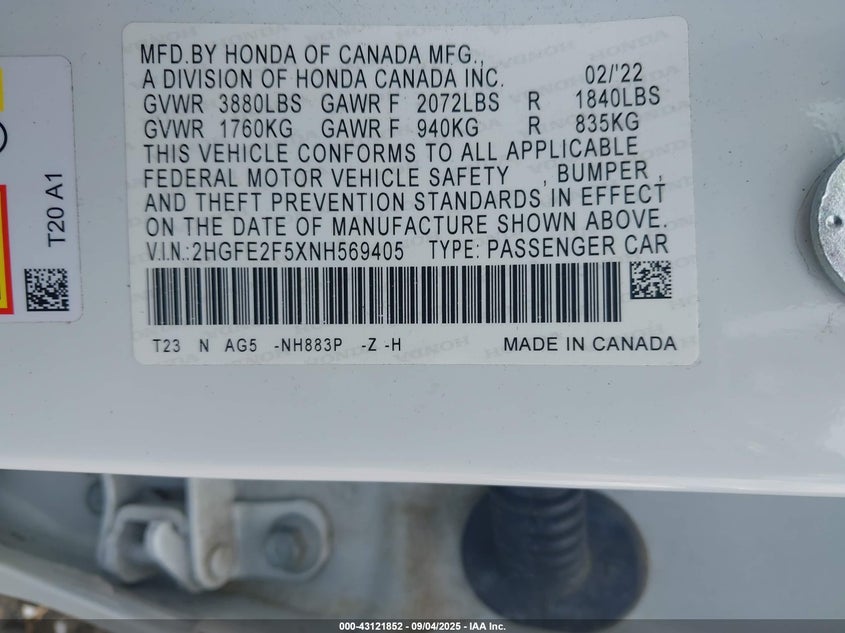 MFD.BY HONDA OF CANADA MFG.,
A DIVISION OF HONDA CANADA INC. 02/'22
GVWR 3880LBS GAWR F 2072LBS R 1840LBS
GVWR 1760KG GAWR F 940KG R 835KG
THIS VEHICLE CONFORMS TO ALL APPLICABLE
FEDERAL MOTOR VEHICLE SAFETY , BUMPER ,
AND THEFT PREVENTION STANDARDS IN EFFECT
ON THE DATE OF MANUFACTURE SHOWN ABOVE.
V.I.N.:2HGFE2F5XNH569405 TYPE: PASSENGER CAR
T23 N AG5 -NH883P -Z -H MADE IN CANADA
T20 A1
000-43121852 - 09/04/2025 - IAA Inc.